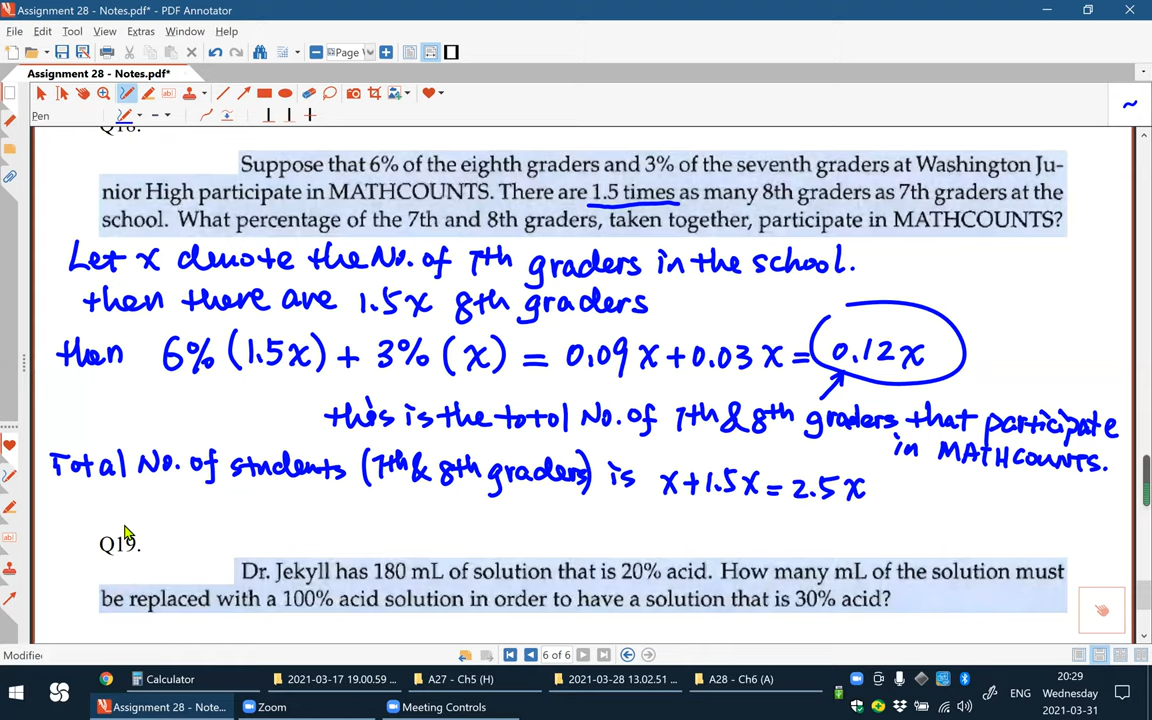 Assignment 28 - Notes.pdf* - PDF Annotator
File Edit Tool Document Extras Window Help
Page
Assignment 28 - Notes.pdf*
Pen
Q18.
Suppose that 6% of the eighth graders and 3% of the seventh graders at Washington Ju-
nior High participate in MATHCOUNTS. There are 1.5 times as many 8th graders as 7th graders at the
school. What percentage of the 7th and 8th graders, taken together, participate in MATHCOUNTS?
Let x denote the No. of 7th graders in the school.
then there are 1.5x 8th graders
then 6% (1.5x) + 3% (x) = 0.09x + 0.03x = 0.12x
this is the total No. of 7th & 8th graders that participate
in MATHCOUNTS.
Total No. of students (7th & 8th graders) is x + 1.5x = 2.5x
Q19.
Dr. Jekyll has 180 mL of solution that is 20% acid. How many mL of the solution must
be replaced with a 100% acid solution in order to have a solution that is 30% acid?
Modifie
6 of 6
Calculator
2021-03-17 19.00.59 ...
A27 - Ch5 (H)
2021-03-28 13.02.51 ...
A28 - Ch6 (A)
Assignment 28 - Note...
Zoom
Meeting Controls
ENG
20:29
Wednesday
2021-03-31